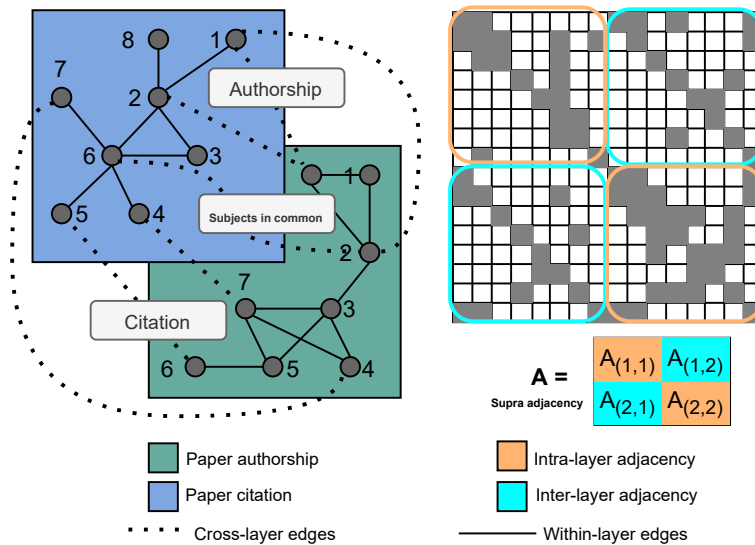 8
1
7
2
Authorship
6
3
1
5
4
Subjects in common
2
7
3
Citation
6
5
4
A =
Supra adjacency
A(1,1) A(1,2)
A(2,1) A(2,2)
Paper authorship
Paper citation
Cross-layer edges
Intra-layer adjacency
Inter-layer adjacency
Within-layer edges